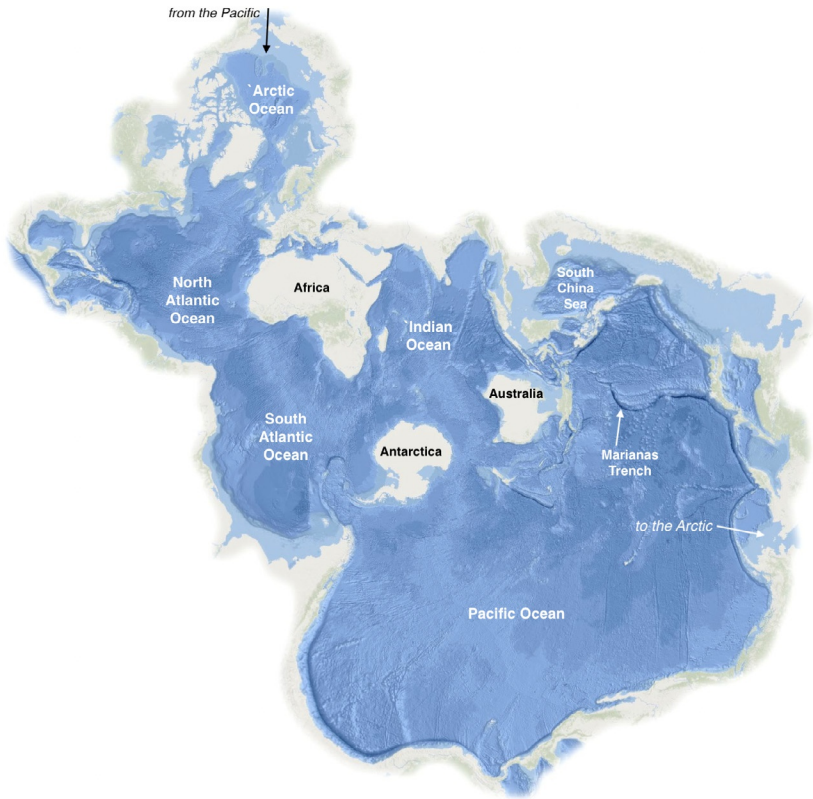 from the Pacific
`Arctic
Ocean
North
Atlantic
Ocean
Africa
`Indian
Ocean
South
China
Sea
Australia
South
Atlantic
Ocean
Antarctica
Marianas
Trench
to the Arctic
Pacific Ocean